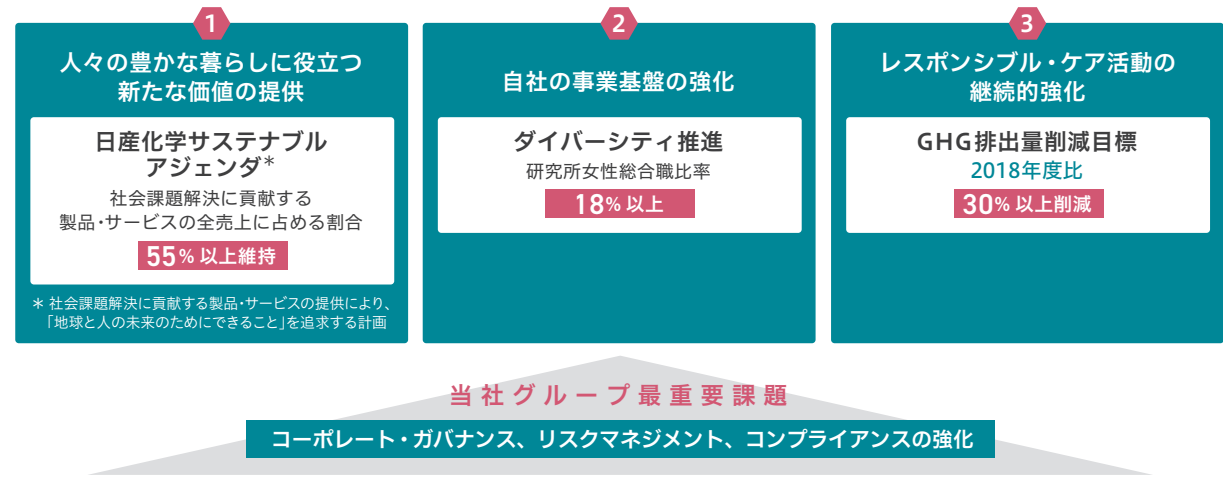 1
人々の豊かな暮らしに役立つ
新たな価値の提供
日産化学サステナブル
アジェンダ＊
社会課題解決に貢献する
製品・サービスの全売上に占める割合
55％以上維持
＊ 社会課題解決に貢献する製品・サービスの提供により、
「地球と人の未来のためにできること」を追求する計画
2
自社の事業基盤の強化
ダイバーシティ推進
研究所女性総合職比率
18％以上
3
レスポンシブル・ケア活動の
継続的強化
GHG排出量削減目標
2018年度比
30％以上削減
当社グループ最重要課題
コーポレート・ガバナンス、リスクマネジメント、コンプライアンスの強化